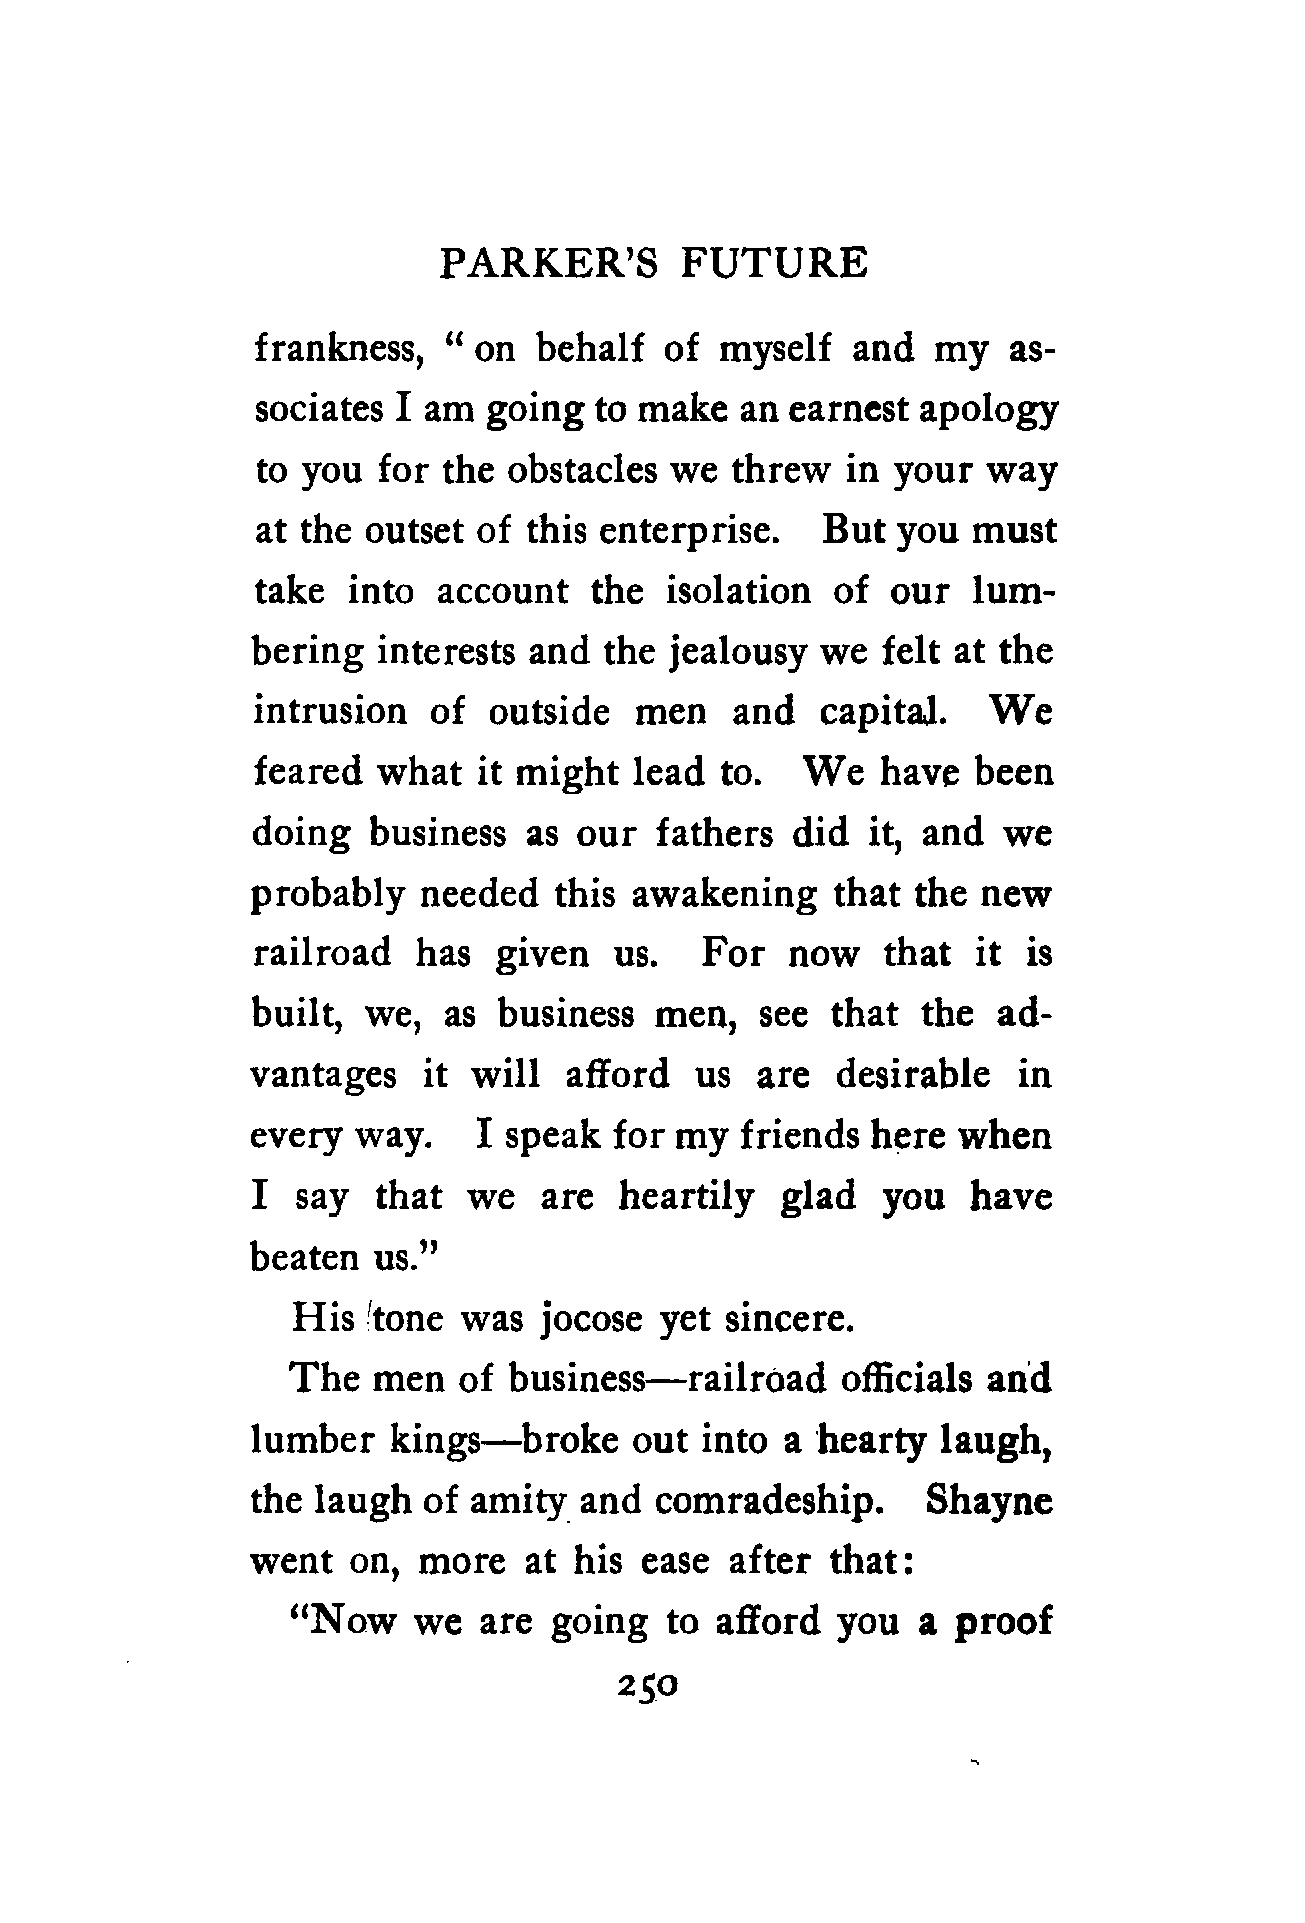 PARKER'S FUTURE
frankness, “ on behalf of myself and my as-
sociates I am going to make an earnest apology
to you for the obstacles we threw in your way
at the outset of this enterprise. But you must
take into account the isolation of our lum-
bering interests and the jealousy we felt at the
intrusion of outside men and capital. We
feared what it might lead to. We have been
doing business as our fathers did it, and we
probably needed this awakening that the new
railroad has given us. For now that it is
built, we, as business men, see that the ad-
vantages it will afford us are desirable in
every way. I speak for my friends here when
I say that we are heartily glad you have
beaten us.”
His tone was jocose yet sincere.
The men of business—railroad officials and
lumber kings—broke out into a hearty laugh,
the laugh of amity and comradeship. Shayne
went on, more at his ease after that:
“Now we are going to afford you a proof
250